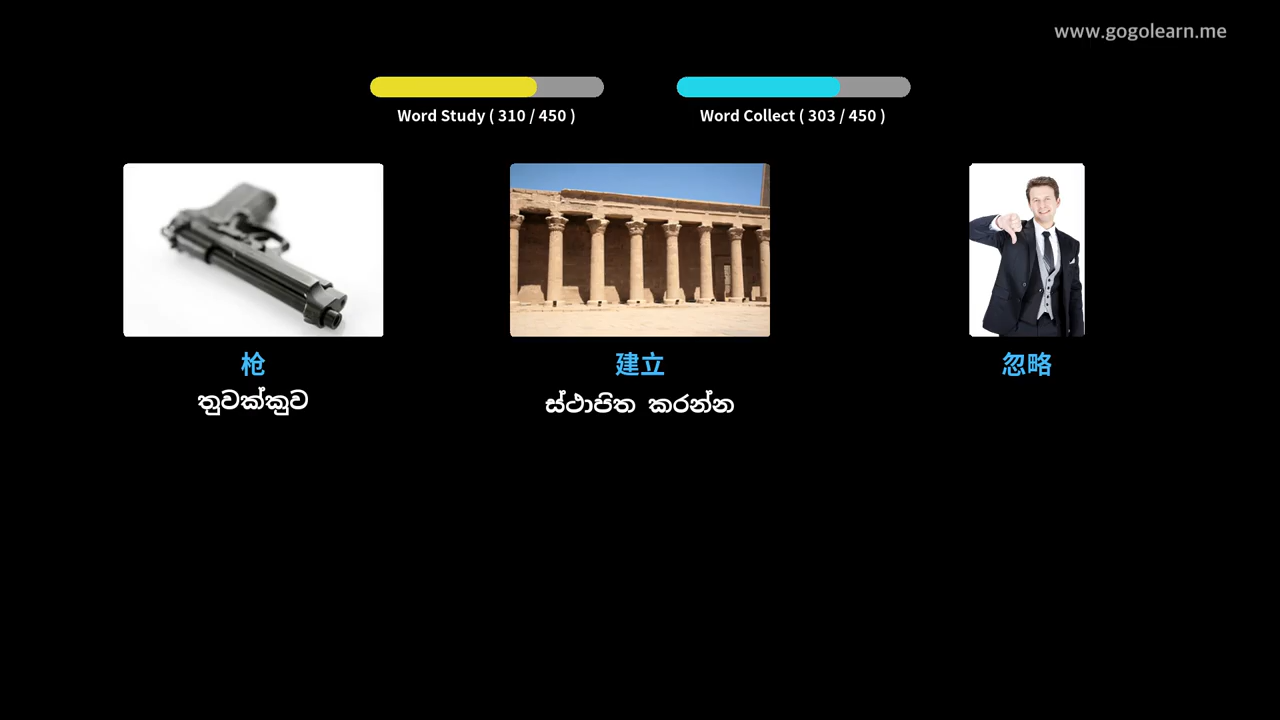 www.gogolearn.me
Word Study ( 310 / 450 )
Word Collect ( 303 / 450 )
枪
建立
忽略
තුවක්කුව
ස්ථාපිත කරන්න